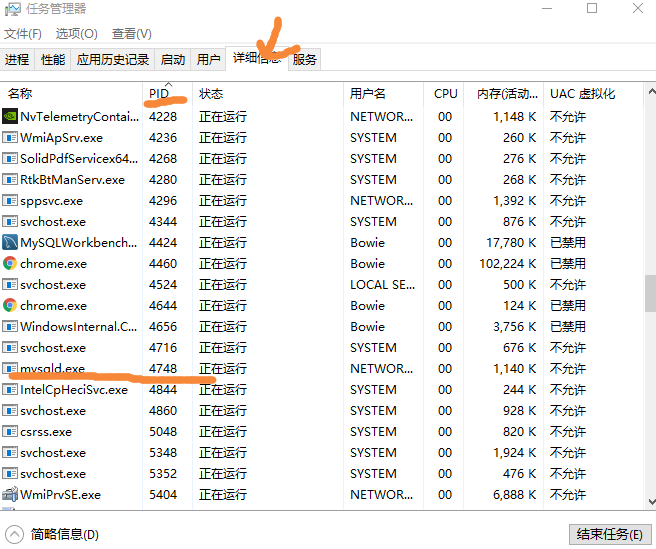 任务管理器
文件(F) 选项(O) 查看(V)
进程 性能 应用历史记录 启动 用户 详细信息 服务
名称 PID 状态 用户名 CPU 内存(活动... UAC 虚拟化
NvTelemetryContai... 4228 正在运行 NETWOR... 00 1,148 K 不允许
WmiApSrv.exe 4236 正在运行 SYSTEM 00 260 K 不允许
SolidPdfServicex64... 4268 正在运行 SYSTEM 00 276 K 不允许
RtkBtManServ.exe 4280 正在运行 SYSTEM 00 268 K 不允许
sppsvc.exe 4296 正在运行 NETWOR... 00 1,392 K 不允许
svchost.exe 4344 正在运行 SYSTEM 00 876 K 不允许
MySQLWorkbench... 4424 正在运行 Bowie 00 17,780 K 已禁用
chrome.exe 4460 正在运行 Bowie 00 102,224 K 已禁用
svchost.exe 4524 正在运行 LOCAL SE... 00 500 K 不允许
chrome.exe 4644 正在运行 Bowie 00 124 K 已禁用
WindowsInternal.C... 4656 正在运行 Bowie 00 3,756 K 已禁用
svchost.exe 4716 正在运行 SYSTEM 00 676 K 不允许
mysqld.exe 4748 正在运行 NETWOR... 00 1,140 K 不允许
IntelCpHeciSvc.exe 4844 正在运行 SYSTEM 00 244 K 不允许
svchost.exe 4860 正在运行 SYSTEM 00 928 K 不允许
csrss.exe 5048 正在运行 SYSTEM 00 820 K 不允许
svchost.exe 5348 正在运行 SYSTEM 00 1,924 K 不允许
svchost.exe 5352 正在运行 SYSTEM 00 476 K 不允许
WmiPrvSE.exe 5404 正在运行 NETWOR... 00 6,888 K 不允许
简略信息(D) 结束任务(E)